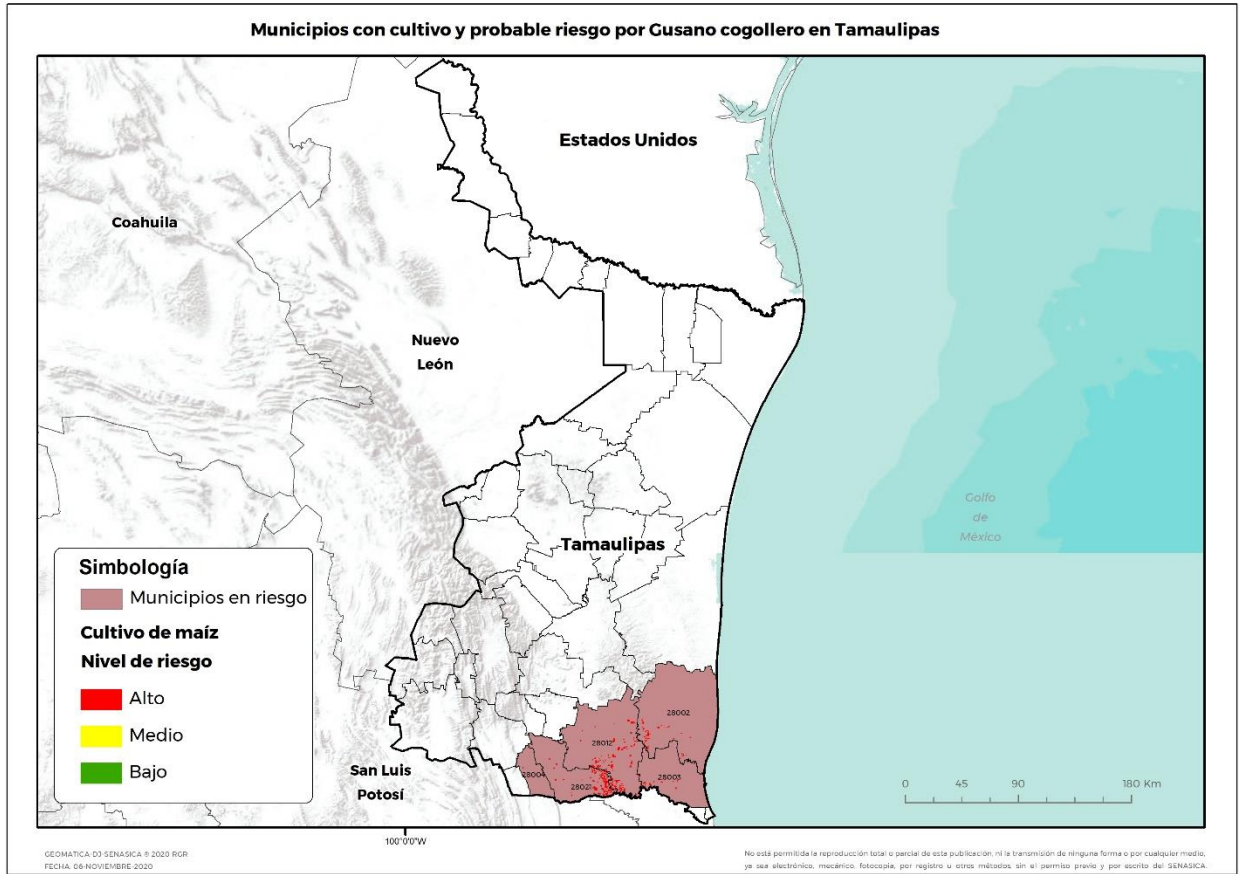 Municipios con cultivo y probable riesgo por Gusano cogollero en Tamaulipas
Estados Unidos
Coahuila
Nuevo
León
Golfo
de
México
Tamaulipas
Simbología
Municipios en riesgo
Cultivo de maíz
Nivel de riesgo
Alto
Medio
Bajo
28002
28012
28004
28021
28003
San Luis
Potosí
0 45 90 180 Km
100°0'0"W
GEOMATICA-DJ-SENASICA © 2020 RGR
FECHA: 06-NOVIEMBRE-2020
No está permitida la reproducción total o parcial de esta publicación, ni la transmisión de ninguna forma o por cualquier medio,
ya sea electrónico, mecánico, fotocopia, por registro u otros métodos, sin el permiso previo y por escrito del SENASICA.